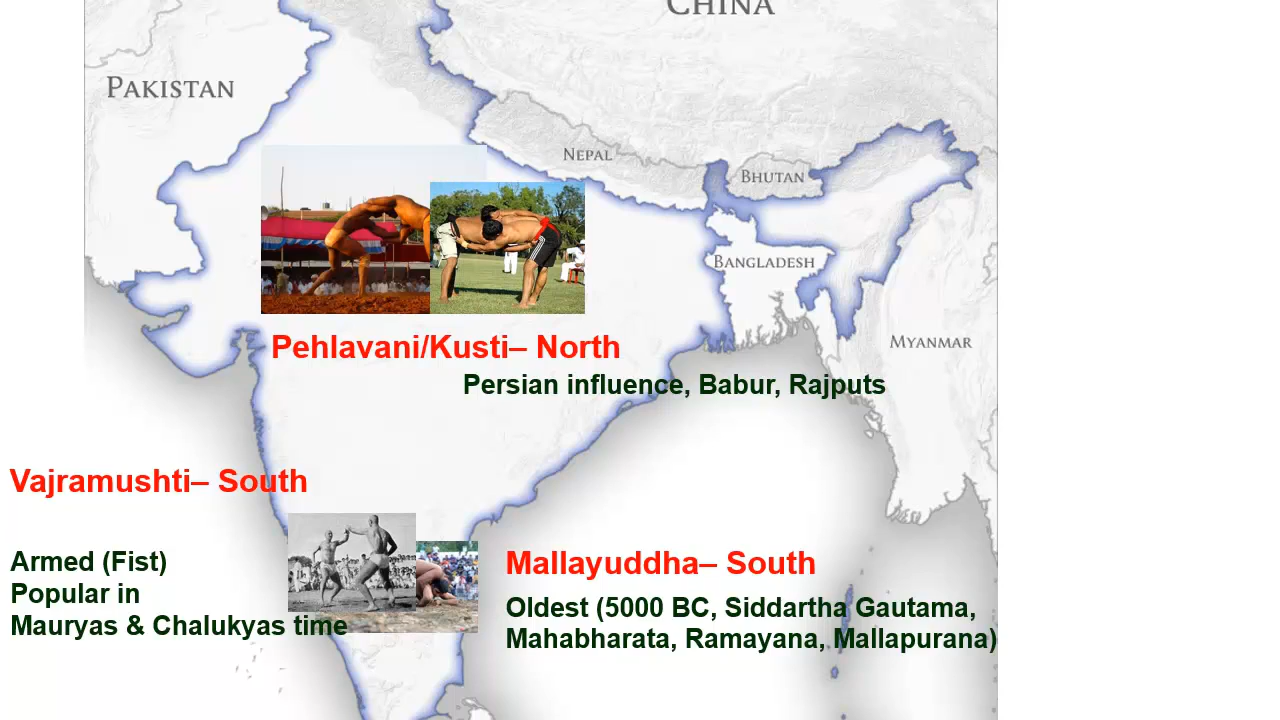 CHINA
PAKISTAN
NEPAL
BHUTAN
BANGLADESH
MYANMAR
Pehlavani/Kusti– North
Persian influence, Babur, Rajputs
Vajramushti– South
Armed (Fist)
Popular in
Mauryas & Chalukyas time
Mallayuddha– South
Oldest (5000 BC, Siddartha Gautama,
Mahabharata, Ramayana, Mallapurana)